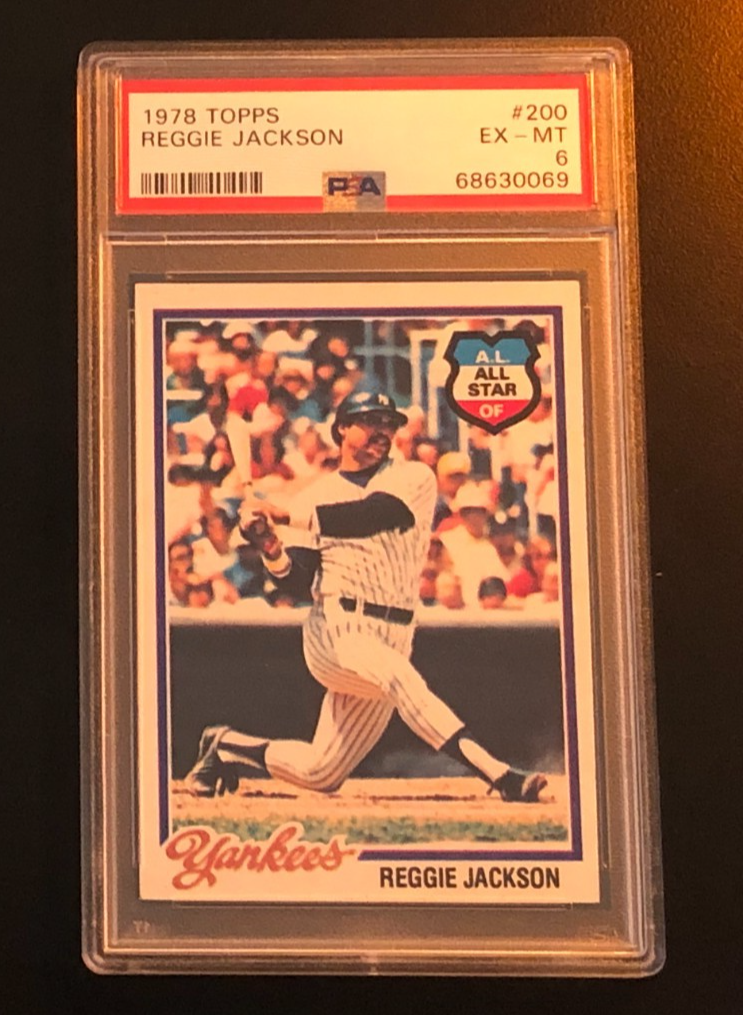 1978 TOPPS #200
REGGIE JACKSON EX - MT
6
68630069
PSA
A.L.
ALL
STAR
OF
Yankees
REGGIE JACKSON